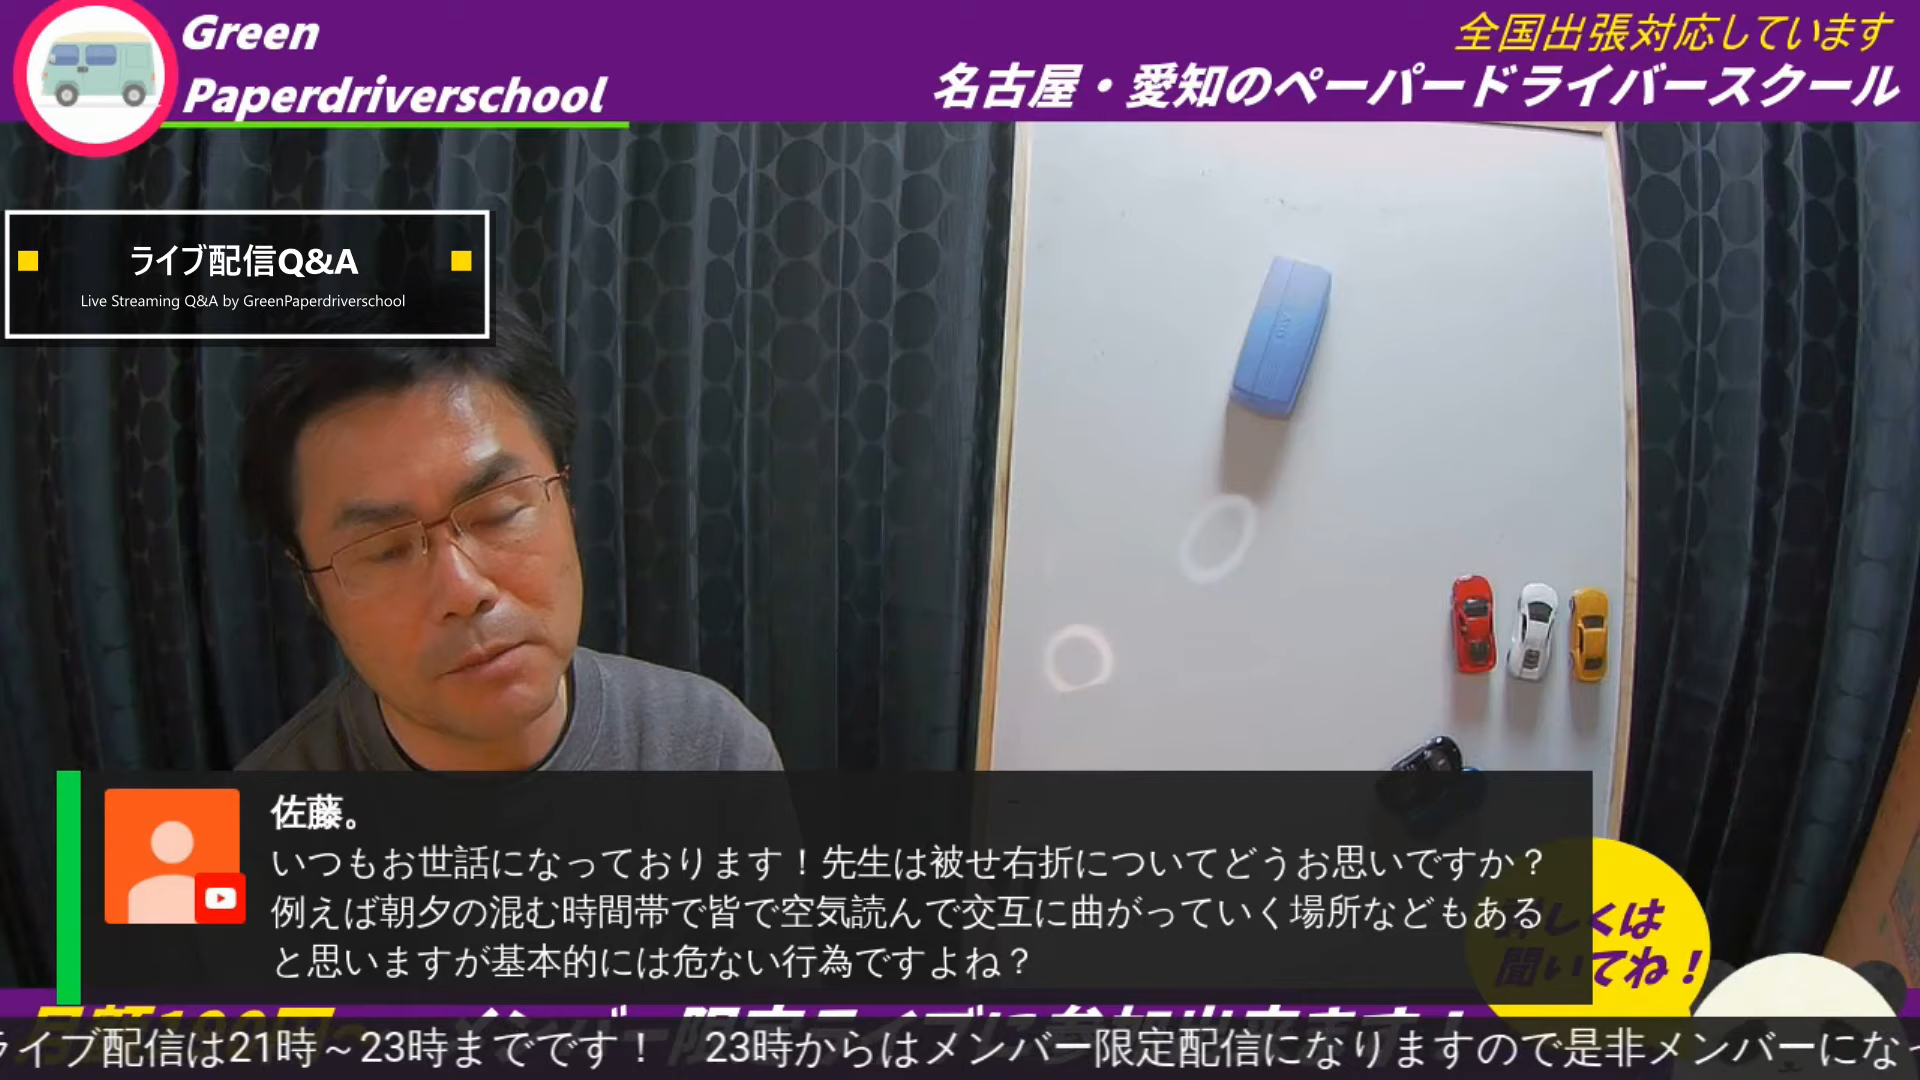 Green
Paperdriverschool
全国出張対応しています
名古屋・愛知のペーパードライバースクール
ライブ配信Q&A
Live Streaming Q&A by GreenPaperdriverschool
佐藤。
いつもお世話になっております！先生は被せ右折についてどうお思いですか？
例えば朝夕の混む時間帯で皆で空気読んで交互に曲がっていく場所などもある
と思いますが基本的には危ない行為ですよね？
詳しくは
聞いてね！
ライブ配信は21時～23時までです！　23時からはメンバー限定配信になりますので是非メンバーにな